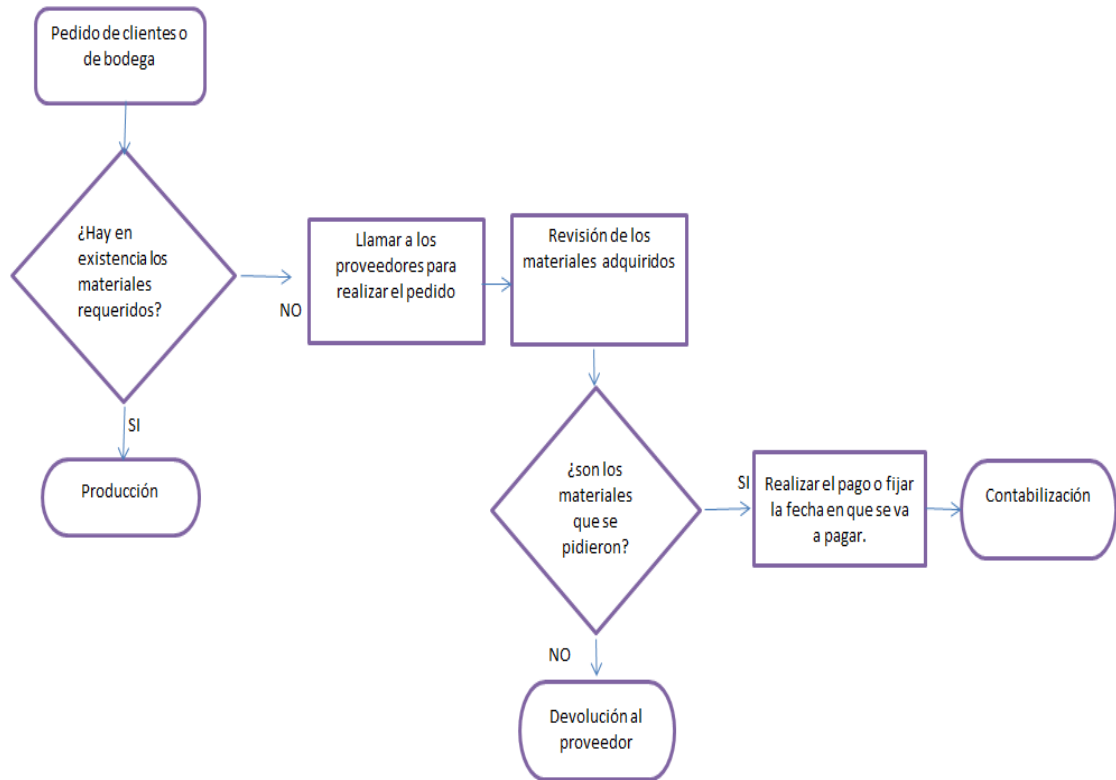 Pedido de clientes o
de bodega
¿Hay en
existencia los
materiales
requeridos?
NO
Llamar a los
proveedores para
realizar el pedido
Revisión de los
materiales adquiridos
SI
Producción
¿son los
materiales
que se
pidieron?
SI
Realizar el pago o fijar
la fecha en que se va
a pagar.
Contabilización
NO
Devolución al
proveedor